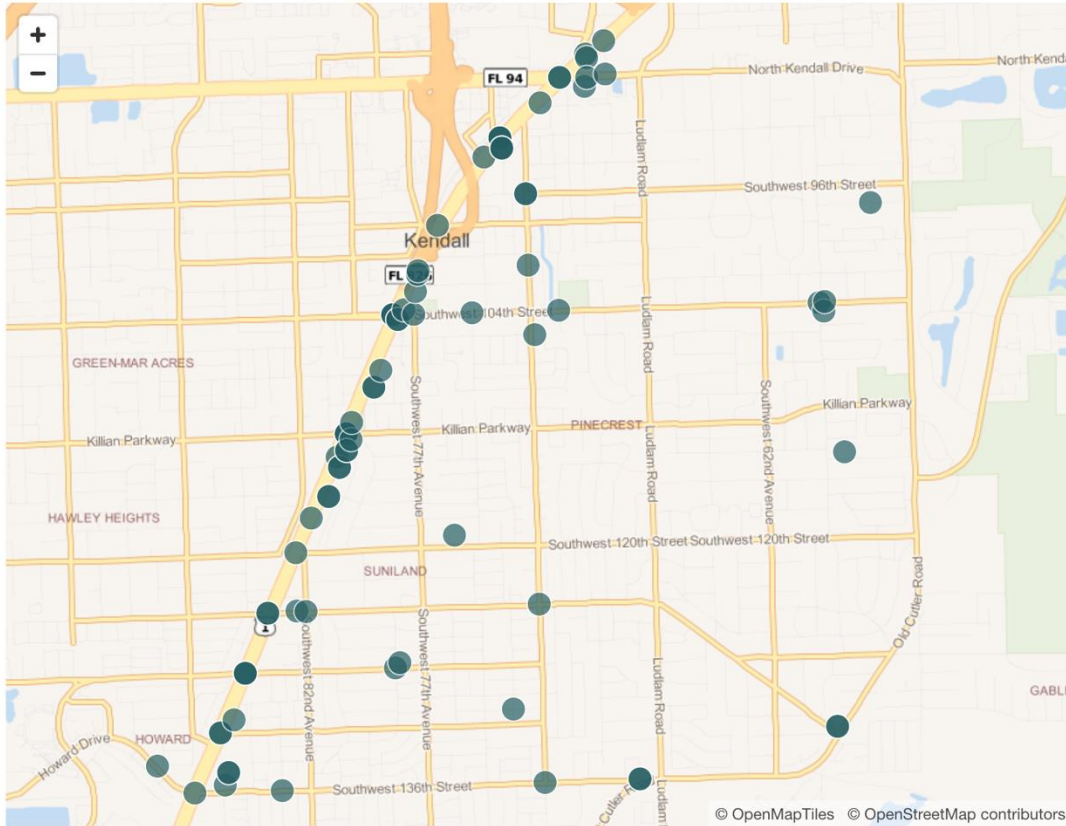 +
−
FL 94
North Kendall Drive
North Kend
Ludlam Road
Southwest 96th Street
Kendall
FL
Southwest 104th Street
Ludlam Road
GREEN-MAR ACRES
Southwest 77th Avenue
Southwest 62nd Avenue
Killian Parkway
Killian Parkway
Killian Parkway
PINECREST
Ludlam Road
HAWLEY HEIGHTS
Southwest 120th Street
Southwest 120th Street
SUNILAND
Old Cutler Road
1
outhwest 82nd Avenue
Southwest 77th Avenue
Ludlam Road
GABL
HOWARD
Howard Drive
Southwest 136th Street
Cutler
Ludlam
© OpenMapTiles © OpenStreetMap contributors